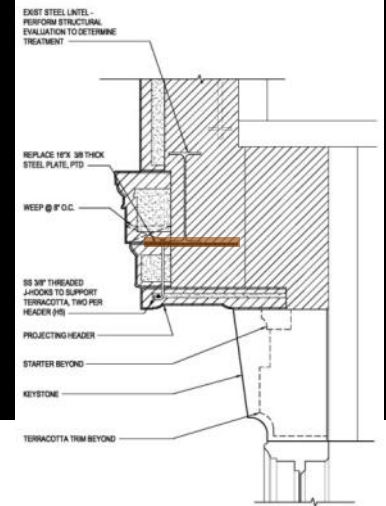 EXIST STEEL LINTEL -
PERFORM STRUCTURAL
EVALUATION TO DETERMINE
TREATMENT
REPLACE 16"X 3/8 THICK
STEEL PLATE, PTD
WEEP @ 8" O.C.
SS 3/8" THREADED
J-HOOKS TO SUPPORT
TERRACOTTA, TWO PER
HEADER (H5)
PROJECTING HEADER
STARTER BEYOND
KEYSTONE
TERRACOTTA TRIM BEYOND